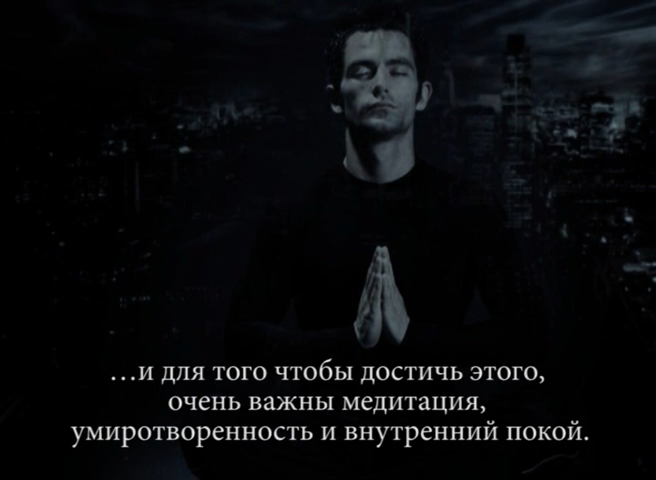 …и для того чтобы достичь этого,
очень важны медитация,
умиротворенность и внутренний покой.